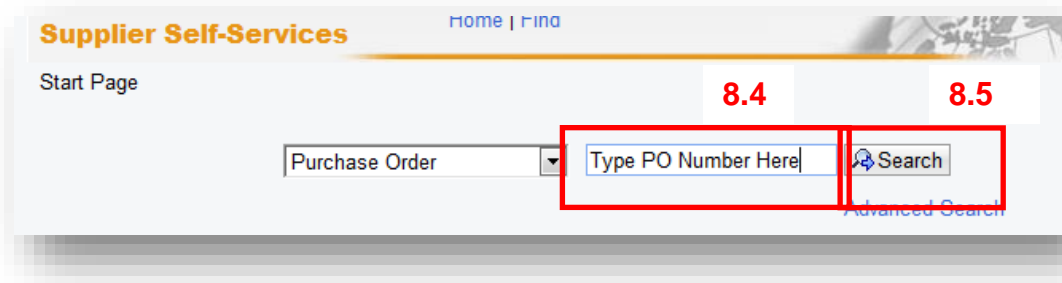 Home | Find
Supplier Self-Services
Start Page
8.4 8.5
Purchase Order Type PO Number Here Search
Advanced Search